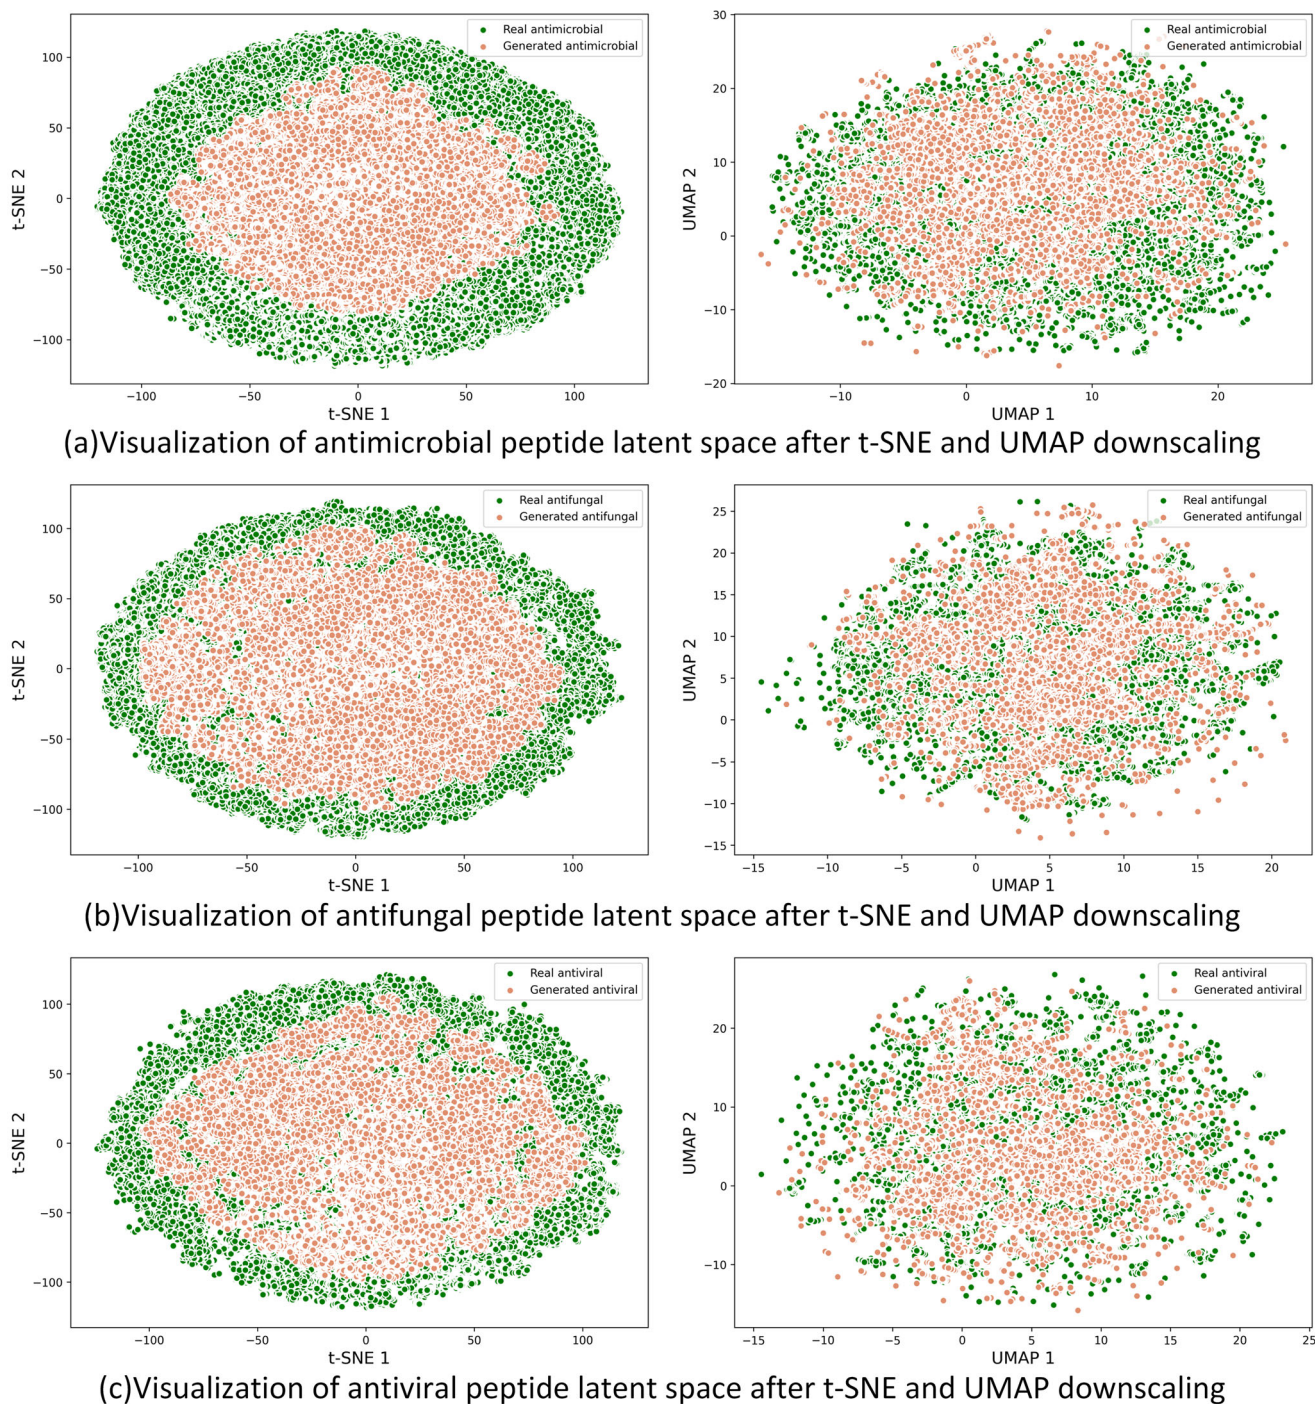 Real antimicrobial
Generated antimicrobial
100
50
0
−50
−100
t-SNE 2
−100
−50
0
50
100
t-SNE 1
Real antimicrobial
Generated antimicrobial
30
20
10
0
−10
−20
UMAP 2
−10
0
10
20
UMAP 1
(a)Visualization of antimicrobial peptide latent space after t-SNE and UMAP downscaling
Real antifungal
Generated antifungal
100
50
0
−50
−100
t-SNE 2
−100
−50
0
50
100
t-SNE 1
Real antifungal
Generated antifungal
25
20
15
10
5
0
−5
−10
−15
UMAP 2
−15
−10
−5
0
5
10
15
20
UMAP 1
(b)Visualization of antifungal peptide latent space after t-SNE and UMAP downscaling
Real antiviral
Generated antiviral
100
50
0
−50
−100
t-SNE 2
−100
−50
0
50
100
t-SNE 1
Real antiviral
Generated antiviral
20
10
0
−10
UMAP 2
−15
−10
−5
0
5
10
15
20
25
UMAP 1
(c)Visualization of antiviral peptide latent space after t-SNE and UMAP downscaling